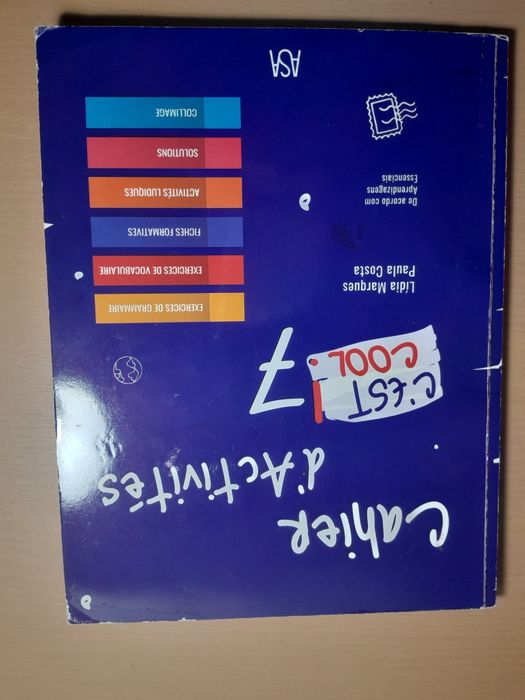 Cahier
d'Activités
C'EST
COOL !
7
EXERCICES DE GRAMMAIRE
EXERCICES DE VOCABULAIRE
FICHES FORMATIVES
ACTIVITÉS LUDIQUES
SOLUTIONS
COLLIMAGE
Lídia Marques
Paula Costa
De acordo com
Aprendizagens
Essenciais
ASA